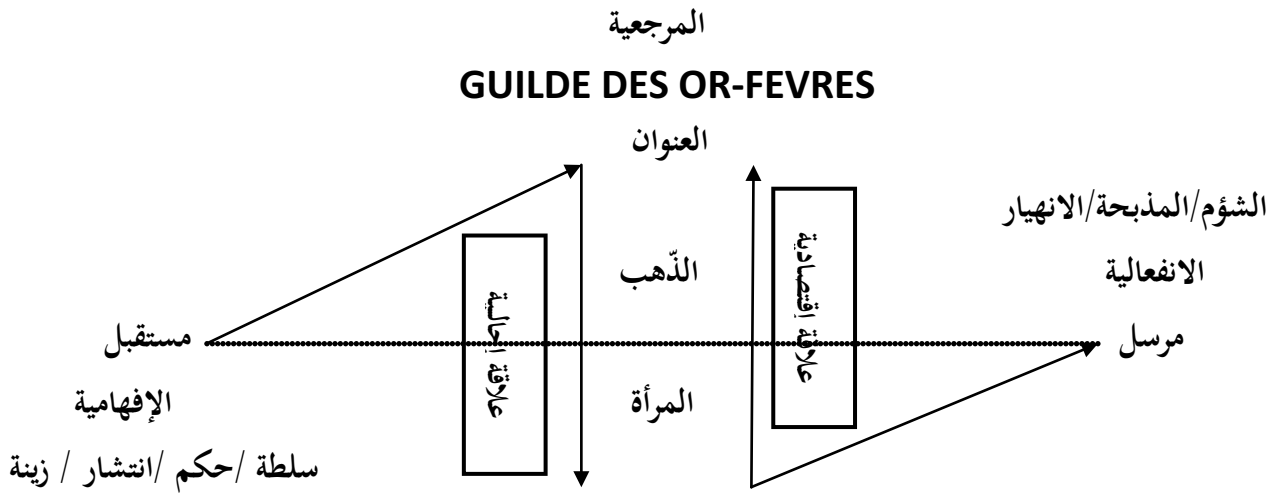 المرجعية
GUILDE DES OR-FEVRES
العنوان
الشؤم/المذبحة/الانهيار
الانفعالية
مرسل
علاقة إقتصادية
الذّهب
المرأة
علاقة إحالية
مستقبل
الإفهامية
سلطة /حكم /انتشار / زينة